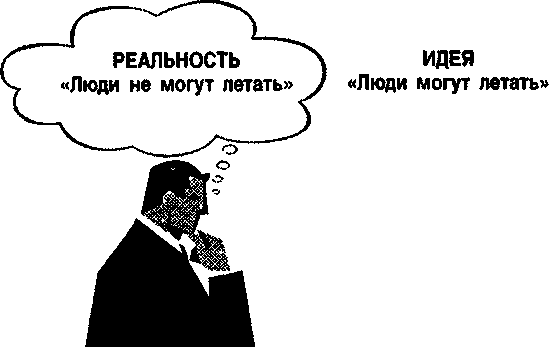 РЕАЛЬНОСТЬ
«Люди не могут летать»
ИДЕЯ
«Люди могут летать»